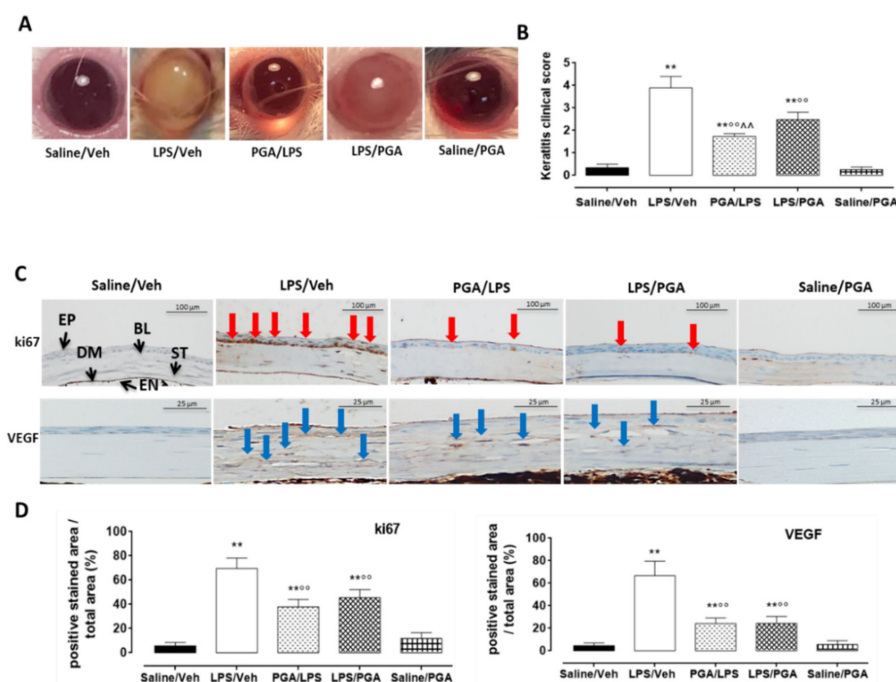 A
Saline/Veh LPS/Veh PGA/LPS LPS/PGA Saline/PGA
B
Keratitis clinical score
5
4
3
2
1
0
**
**°°^^
**°°
Saline/Veh LPS/Veh PGA/LPS LPS/PGA Saline/PGA
C
Saline/Veh LPS/Veh PGA/LPS LPS/PGA Saline/PGA
ki67
100 µm 100 µm 100 µm 100 µm 100 µm
EP
BL
DM
ST
EN
VEGF
25 µm 25 µm 25 µm 25 µm 25 µm
D
ki67
positive stained area /
total area (%)
100
80
60
40
20
0
**
**°°
**°°
Saline/Veh LPS/Veh PGA/LPS LPS/PGA Saline/PGA
VEGF
positive stained area
/ total area (%)
100
80
60
40
20
0
**
**°°
**°°
Saline/Veh LPS/Veh PGA/LPS LPS/PGA Saline/PGA